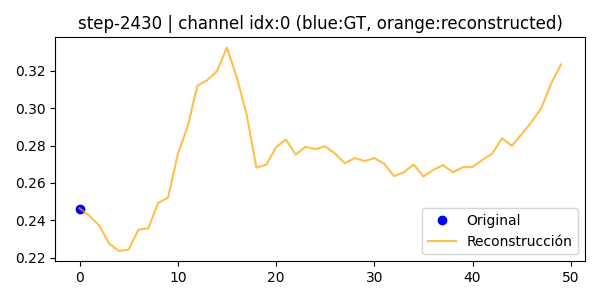 step-2430 | channel idx:0 (blue:GT, orange:reconstructed)
0.32
0.30
0.28
0.26
0.24
0.22
0 10 20 30 40 50
Original
Reconstrucción